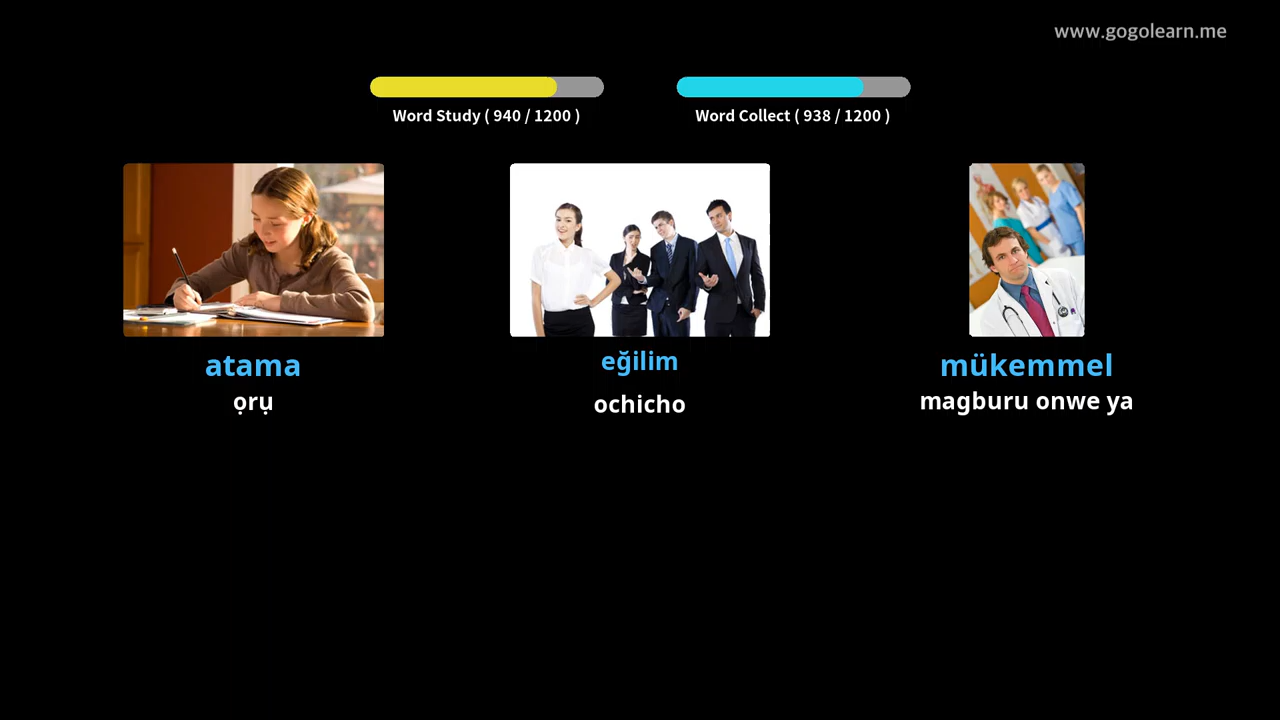 www.gogolearn.me
Word Study ( 940 / 1200 )
Word Collect ( 938 / 1200 )
atama
eğilim
mükemmel
ọrụ
ochicho
magburu onwe ya